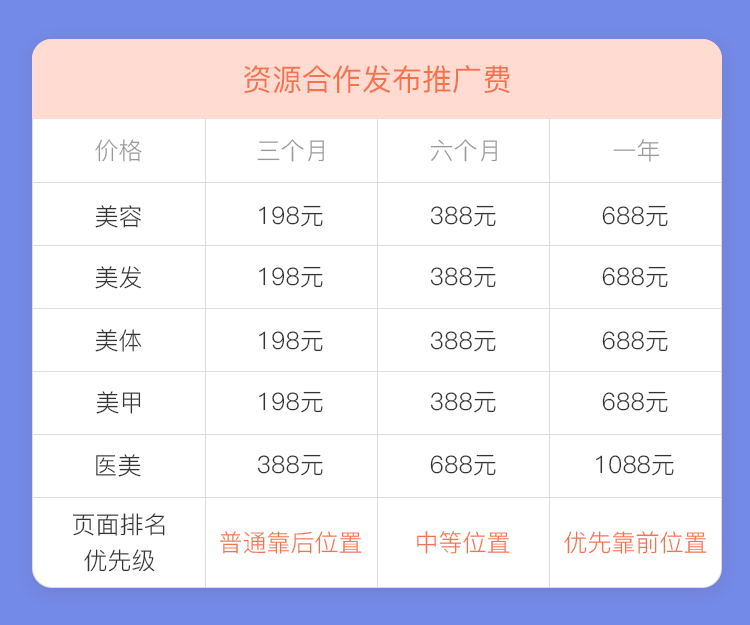 资源合作发布推广费
价格 三个月 六个月 一年
美容 198元 388元 688元
美发 198元 388元 688元
美体 198元 388元 688元
美甲 198元 388元 688元
医美 388元 688元 1088元
页面排名
优先级 普通靠后位置 中等位置 优先靠前位置